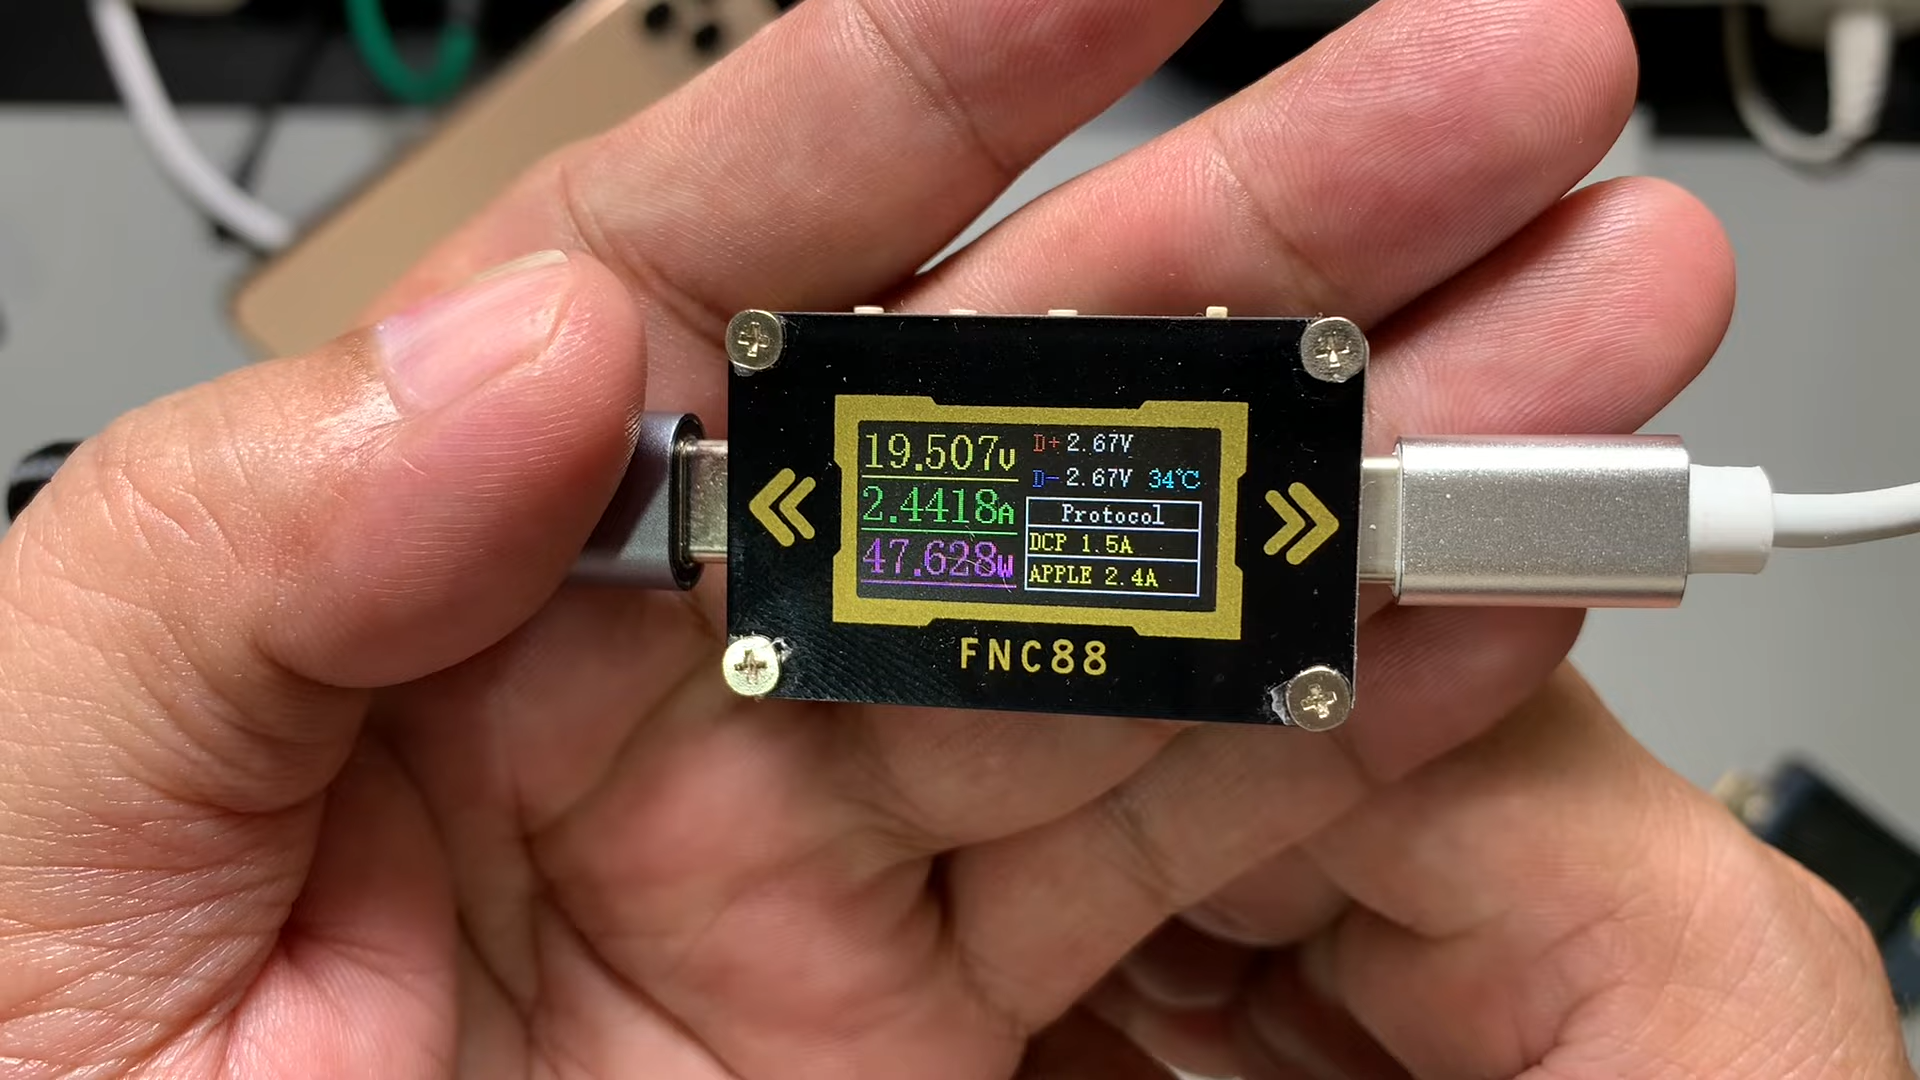 19.507V
2.4418A
47.628W
D+ 2.67V
D- 2.67V 34℃
Protocol
DCP 1.5A
APPLE 2.4A
FNC88